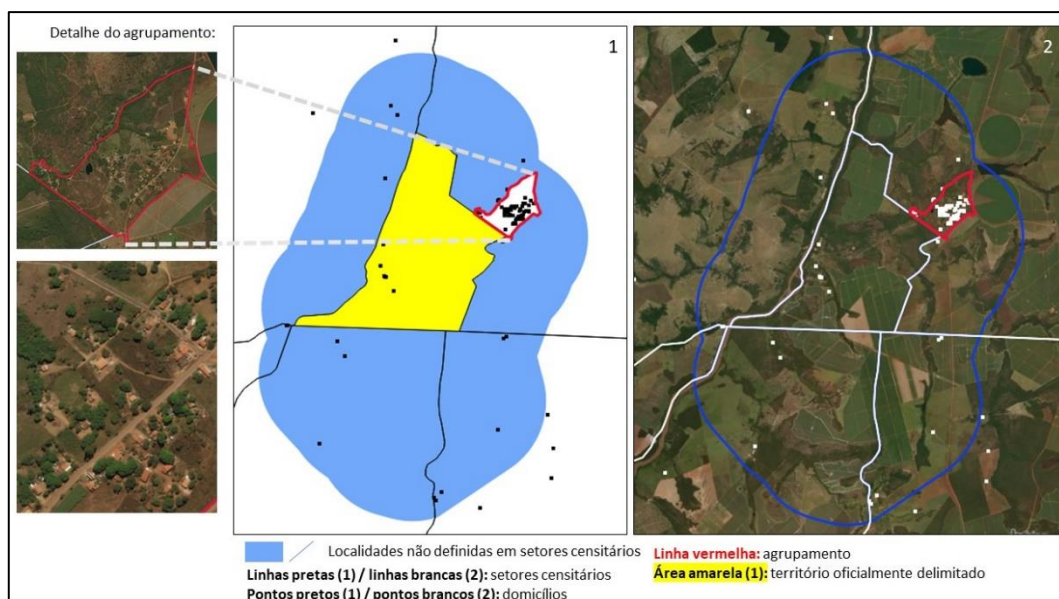 Detalhe do agrupamento:
1
2
Localidades não definidas em setores censitários
Linhas pretas (1) / linhas brancas (2): setores censitários
Pontos pretos (1) / pontos brancos (2): domicílios
Linha vermelha: agrupamento
Área amarela (1): território oficialmente delimitado